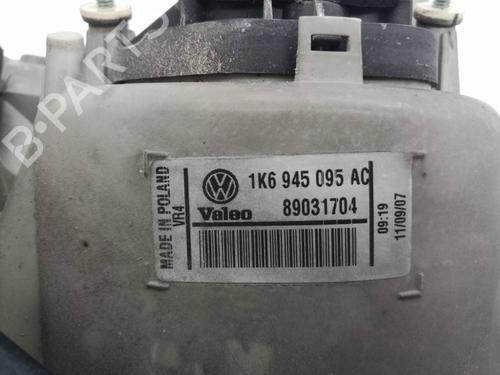 B-PARTS
MADE IN POLAND
VR4
1K6 945 095 AC
Valeo
89031704
09:19
11/09/07